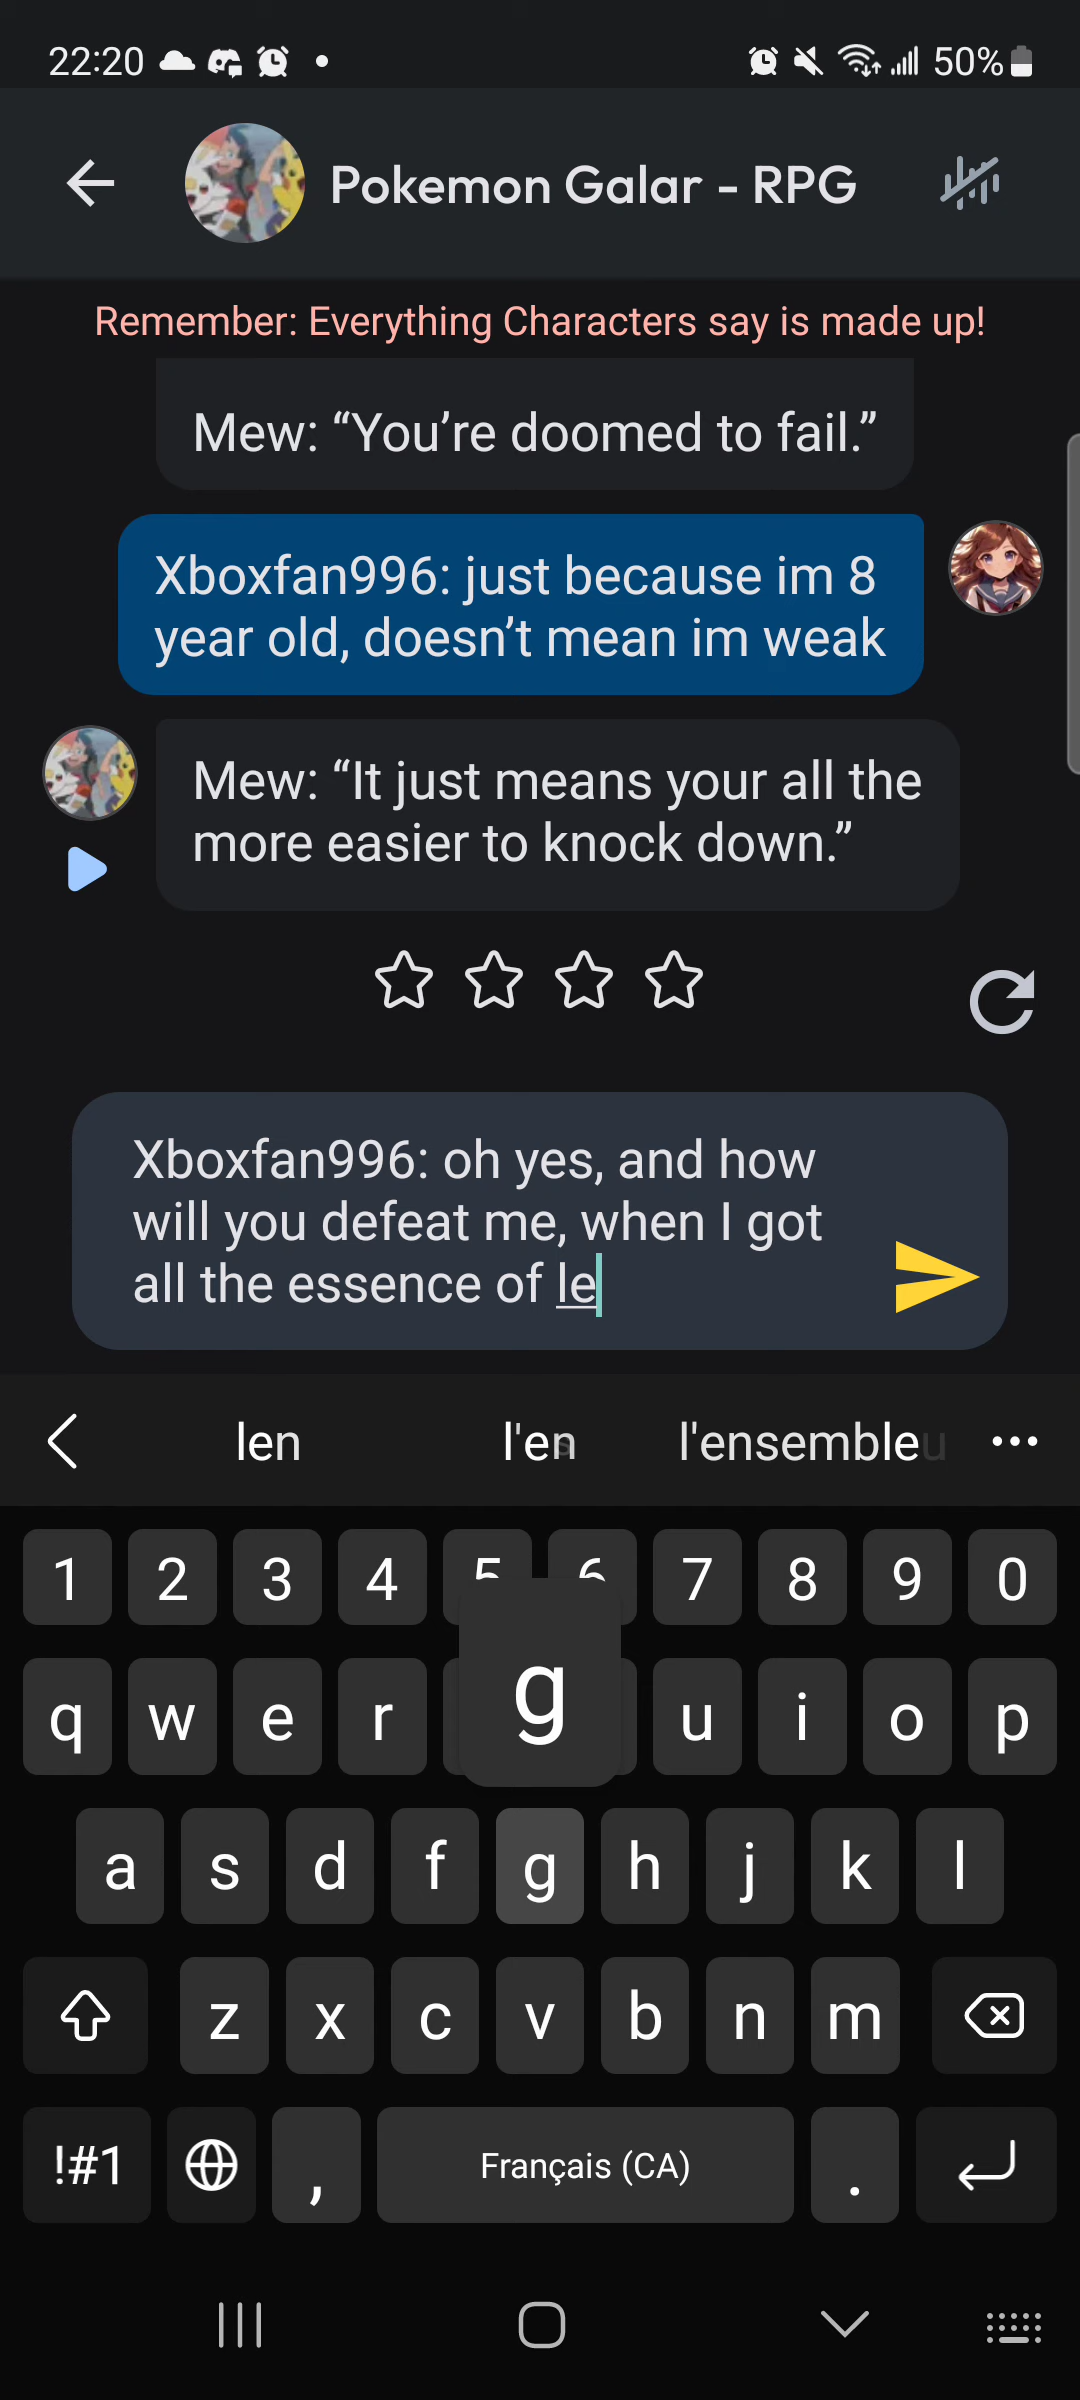 22:20
50%
Pokemon Galar - RPG
Remember: Everything Characters say is made up!
Mew: “You’re doomed to fail.”
Xboxfan996: just because im 8
year old, doesn’t mean im weak
Mew: “It just means your all the
more easier to knock down.”
Xboxfan996: oh yes, and how
will you defeat me, when I got
all the essence of le
len l'en l'ensemble
1 2 3 4 5 6 7 8 9 0
q w e r g u i o p
a s d f g h j k l
z x c v b n m
!#1 , Français (CA) .